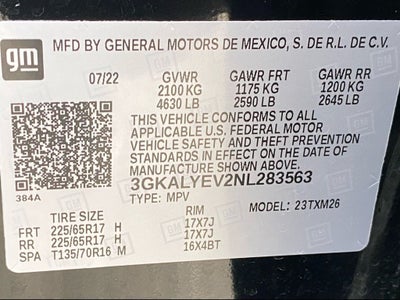 gm MFD BY GENERAL MOTORS DE MEXICO, S. DE R.L. DE C.V.
07/22 GVWR GAWR FRT GAWR RR
2100 KG 1175 KG 1200 KG
4630 LB 2590 LB 2645 LB
THIS VEHICLE CONFORMS TO ALL
APPLICABLE U.S. FEDERAL MOTOR
VEHICLE SAFETY, BUMPER, AND THEFT
PREVENTION STANDARDS IN EFFECT
ON THE DATE OF
MANUFACTURE SHOWN ABOVE.
3GKALYEV2NL283563
384A TYPE: MPV MODEL: 23TXM26
TIRE SIZE RIM
FRT 225/65R17 H 17X7J
RR 225/65R17 H 17X7J
SPA T135/70R16 M 16X4BT